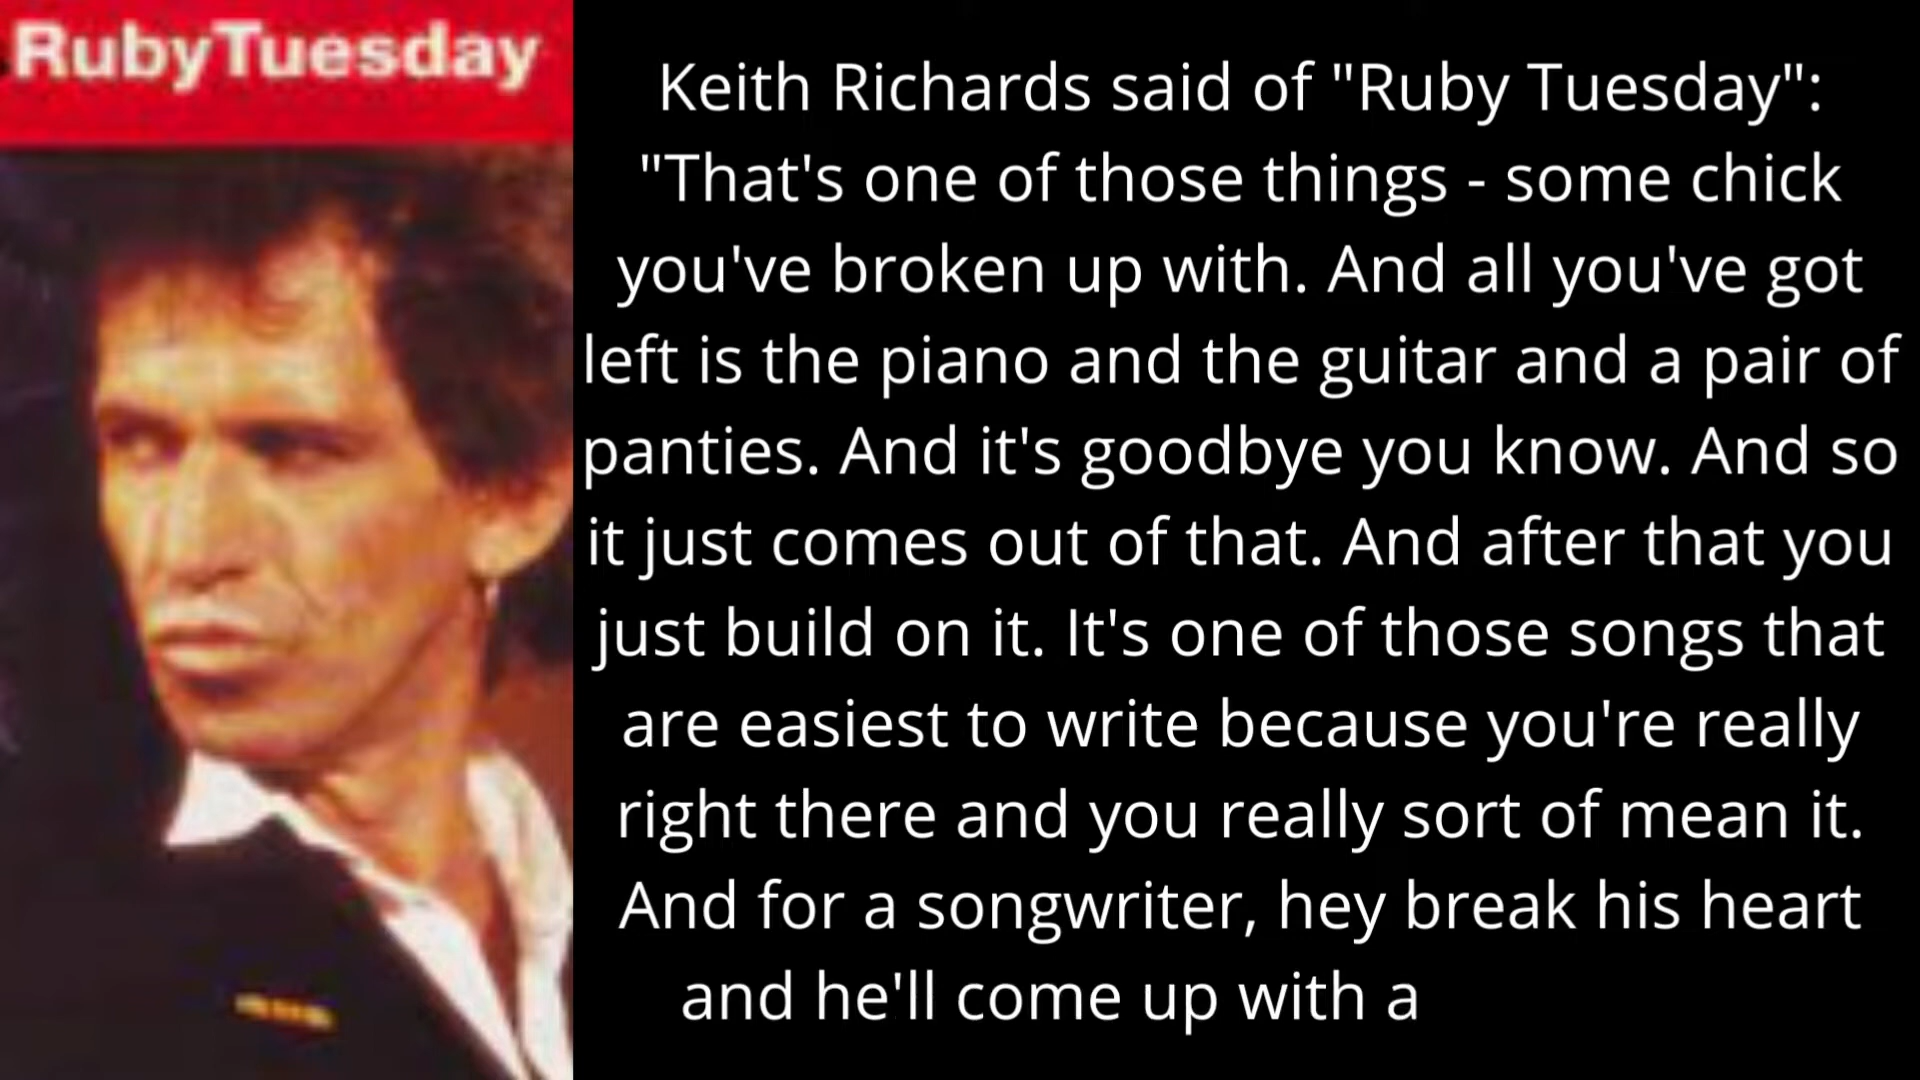 RubyTuesday
Keith Richards said of "Ruby Tuesday":
"That's one of those things - some chick
you've broken up with. And all you've got
left is the piano and the guitar and a pair of
panties. And it's goodbye you know. And so
it just comes out of that. And after that you
just build on it. It's one of those songs that
are easiest to write because you're really
right there and you really sort of mean it.
And for a songwriter, hey break his heart
and he'll come up with a